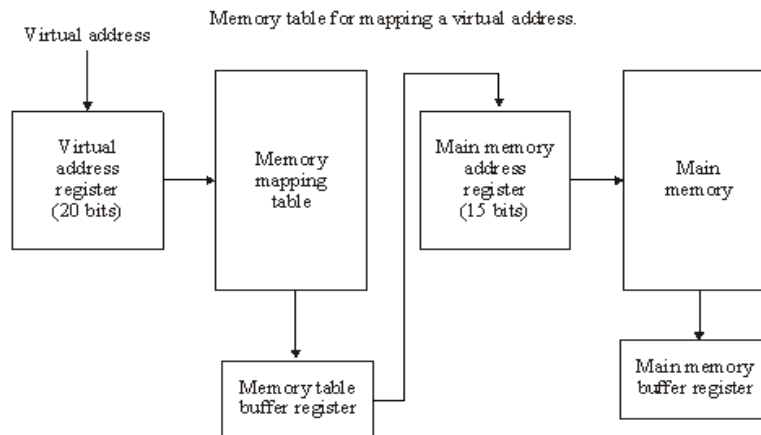 Memory table for mapping a virtual address.
Virtual address
Virtual
address
register
(20 bits)
Memory
mapping
table
Main memory
address
register
(15 bits)
Main
memory
Memory table
buffer register
Main memory
buffer register